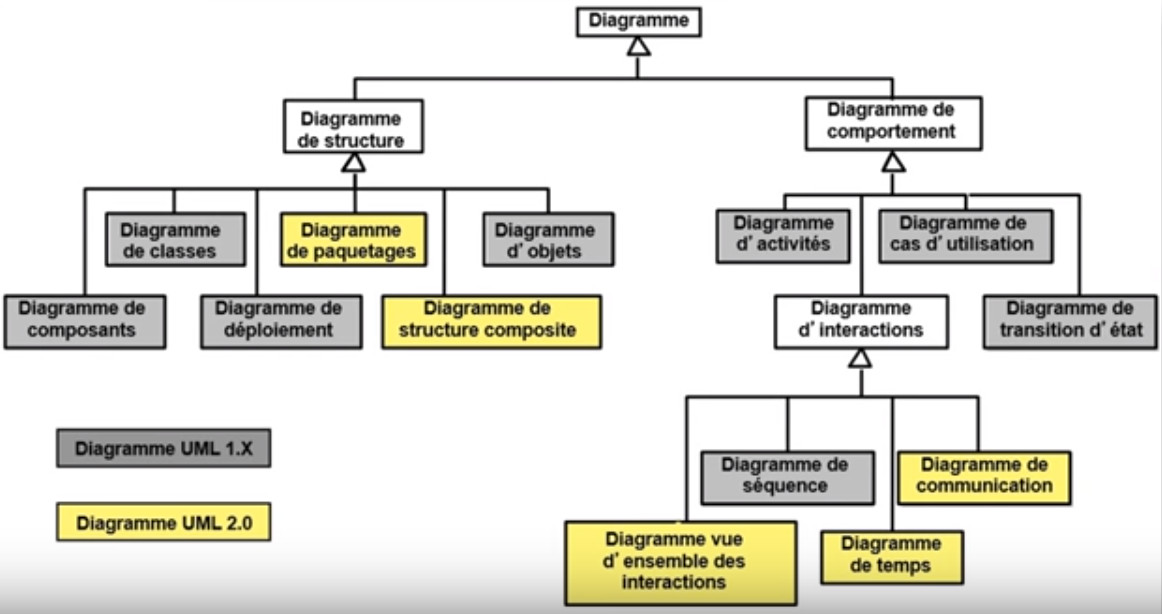 Diagramme
Diagramme
de structure
Diagramme de
comportement
Diagramme
de classes
Diagramme
de paquetages
Diagramme
d' objets
Diagramme
d' activités
Diagramme de
cas d' utilisation
Diagramme de
composants
Diagramme de
déploiement
Diagramme de
structure composite
Diagramme
d' interactions
Diagramme de
transition d' état
Diagramme UML 1.X
Diagramme de
séquence
Diagramme de
communication
Diagramme UML 2.0
Diagramme vue
d' ensemble des
interactions
Diagramme
de temps